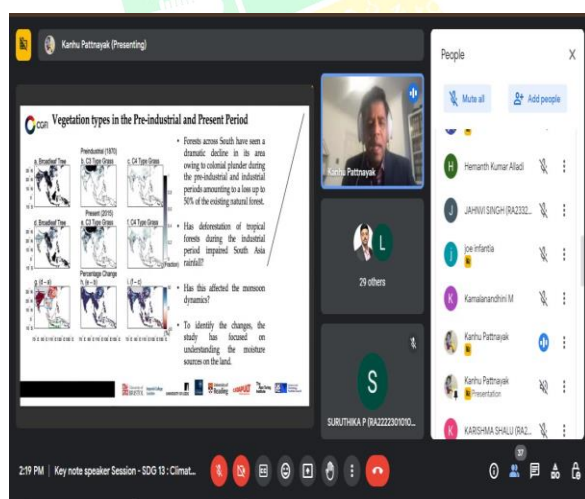 Kanhu Pattnayak (Presenting)
CGFI
Vegetation types in the Pre-industrial and Present Period
Preindustrial (1870)
a. Broadleaf Tree
b. C3 Type Grass
c. C4 Type Grass
Present (2015)
d. Broadleaf Tree
e. C3 Type Grass
f. C4 Type Grass
(Fraction)
Percentage Change
g. (d – a)
h. (e – b)
i. (f – c)
(%)
• Forests across South have seen a
dramatic decline in its area
owing to colonial plunder during
the pre-industrial and industrial
periods amounting to a loss up to
50% of the existing natural forest.
• Has deforestation of tropical
forests during the industrial
period impaired South Asia
rainfall?
• Has this affected the monsoon
dynamics?
• To identify the changes, the
study has focused on
understanding the moisture
sources on the land.
BRISTOL
Reading
Kanhu Pattnayak
L
29 others
S
SURUTHIKA P (RA2222301010...
People
X
Mute all
Add people
H
Hemanth Kumar Alladi
J
JAHNVI SINGH (RA2332...
j
joe infantia
K
Kamalanandhini M
Kanhu Pattnayak
Kanhu Pattnayak
Presentation
K
KARISHMA SHALU (RA2...
2:19 PM | Key note speaker Session - SDG 13 : Climat...
37